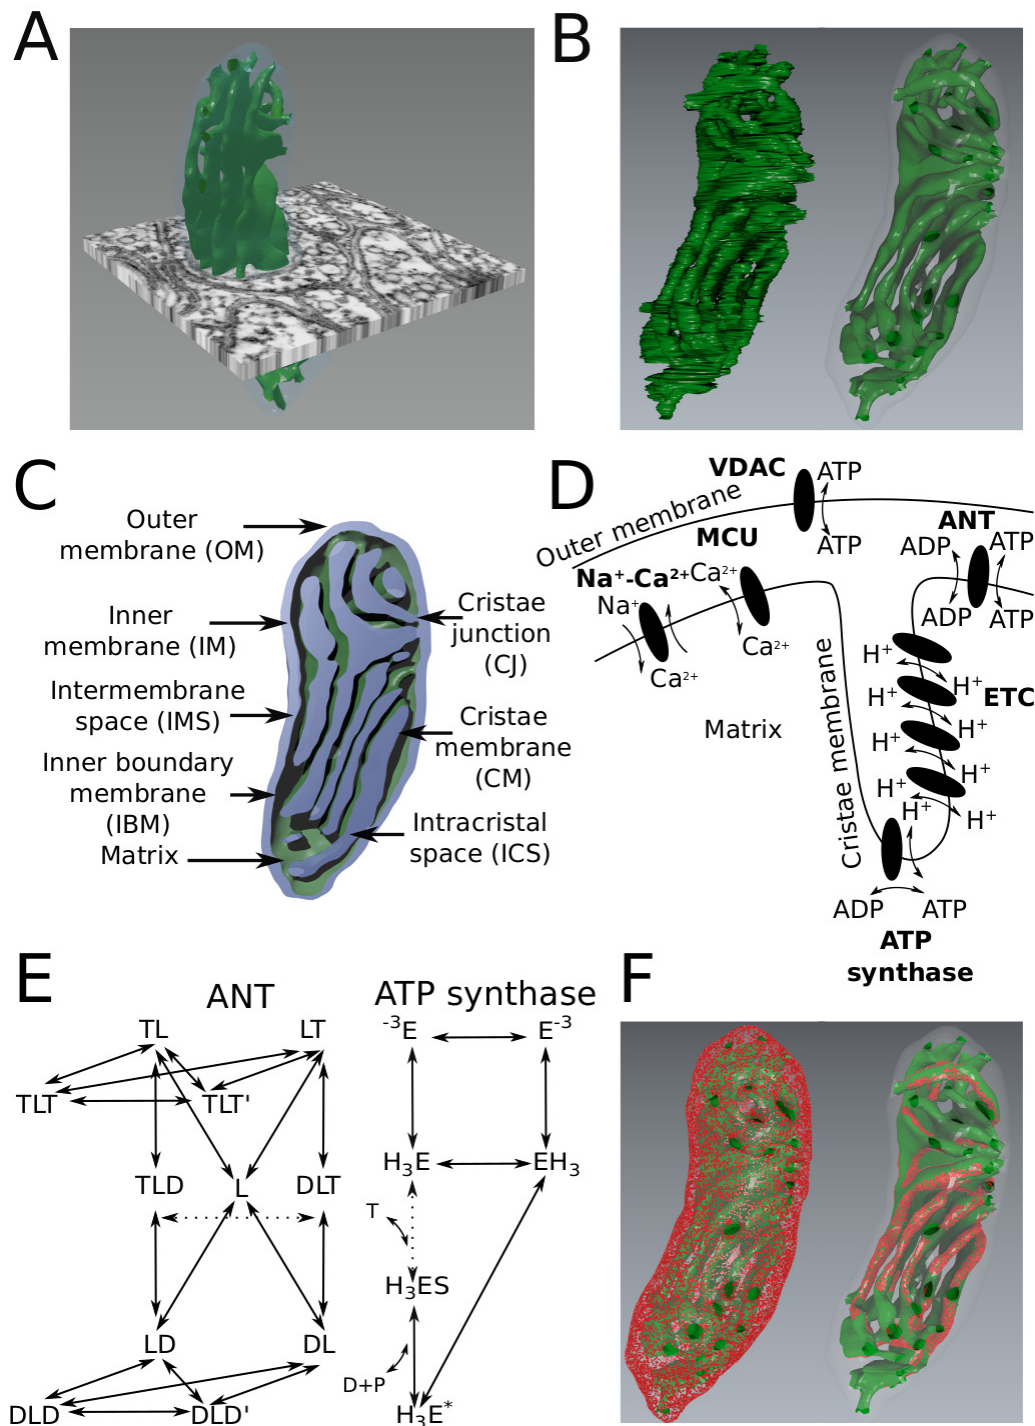 A
B
C
Outer
membrane (OM)
Inner
membrane (IM)
Intermembrane
space (IMS)
Inner boundary
membrane
(IBM)
Matrix
Cristae
junction
(CJ)
Cristae
membrane
(CM)
Intracristal
space (ICS)
D
VDAC
ATP
ATP
Outer membrane
MCU
Na⁺-Ca²⁺
Ca²⁺
Na⁺
Ca²⁺
Ca²⁺
ANT
ADP
ATP
ADP
ATP
Matrix
Cristae membrane
H⁺
H⁺
ETC
H⁺
H⁺
H⁺
H⁺
H⁺
H⁺
H⁺
ADP
ATP
ATP
synthase
E
ANT
TL
LT
TLT
TLT'
TLD
L
DLT
LD
DL
DLD
DLD'
ATP synthase
⁻³E
E⁻³
H₃E
EH₃
T
H₃ES
D+P
H₃E*
F